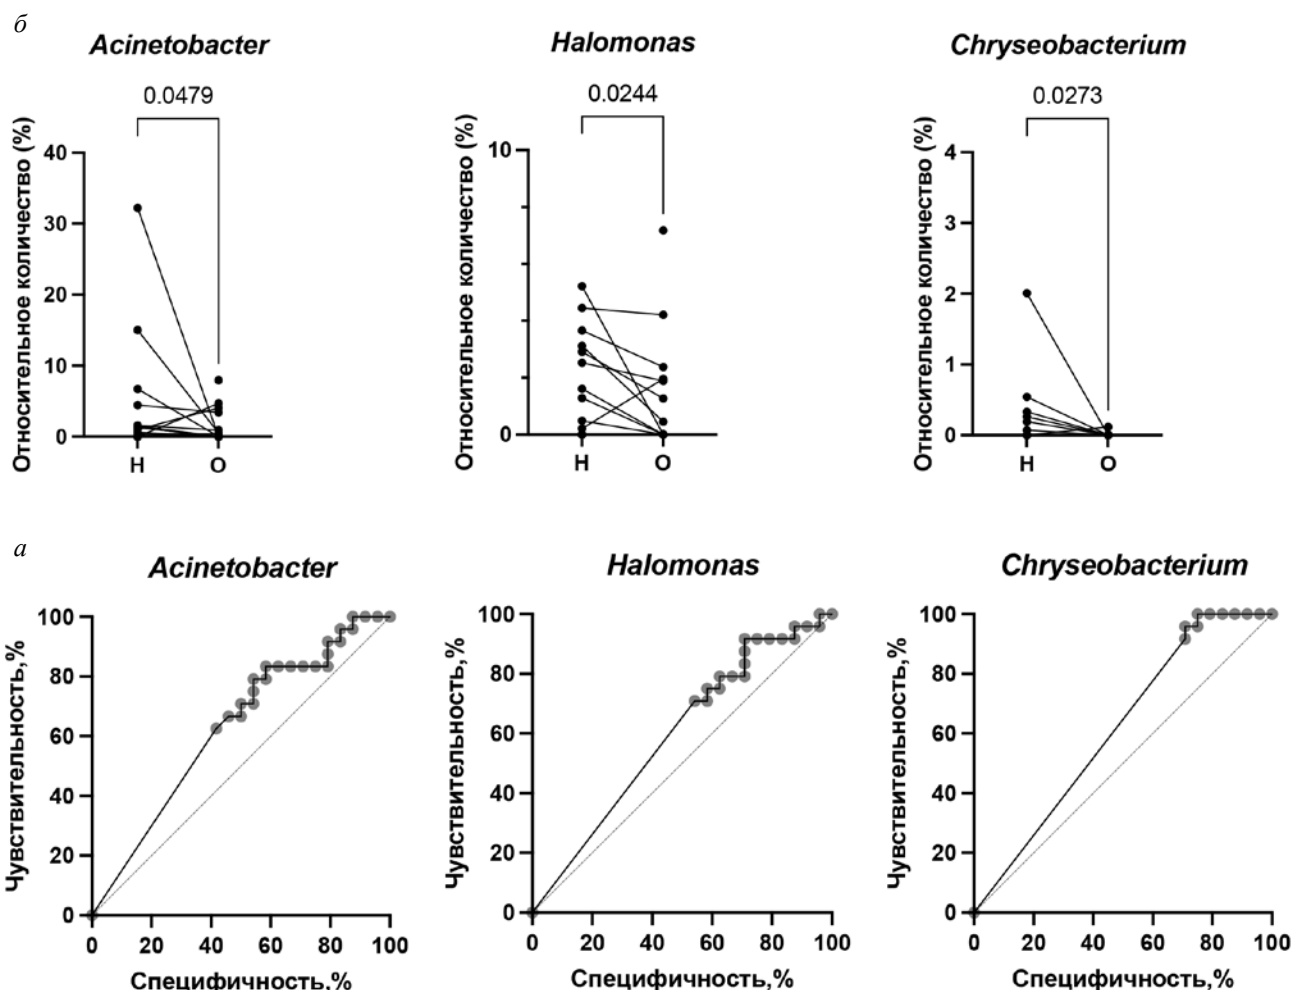 б
Acinetobacter
Halomonas
Chryseobacterium
0.0479
0.0244
0.0273
Относительное количество (%)
40
30
20
10
0
Н
О
Относительное количество (%)
10
0
Н
О
Относительное количество (%)
4
3
2
1
0
Н
О
а
Acinetobacter
Halomonas
Chryseobacterium
Чувствительность,%
100
80
60
40
20
0
0 20 40 60 80 100
Специфичность,%
Чувствительность,%
100
80
60
40
20
0
0 20 40 60 80 100
Специфичность,%
Чувствительность,%
100
80
60
40
20
0
0 20 40 60 80 100
Специфичность,%